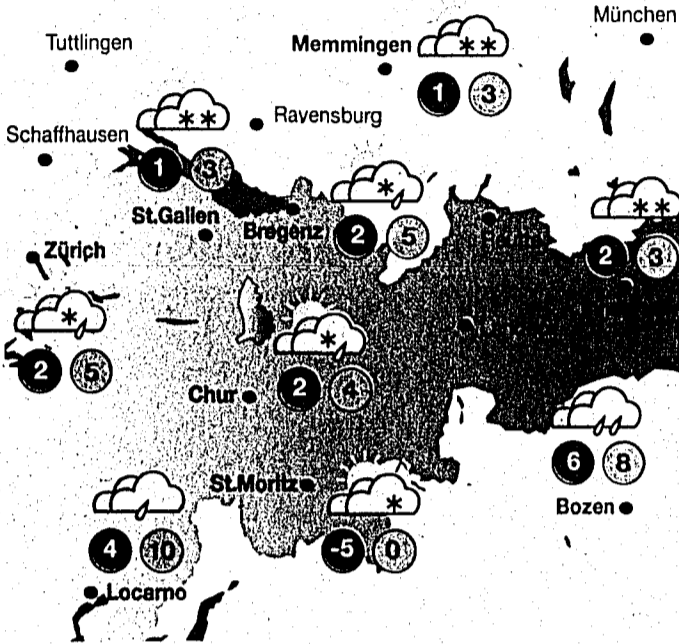 München
Tuttlingen
Memmingen
1 3
Ravensburg
Schaffhausen
1 3
St.Gallen
Bregenz
2 5
2 3
Zürich
2 5
2 4
Chur
6 8
St.Moritz
Bozen
4 10
-5 0
Locarno